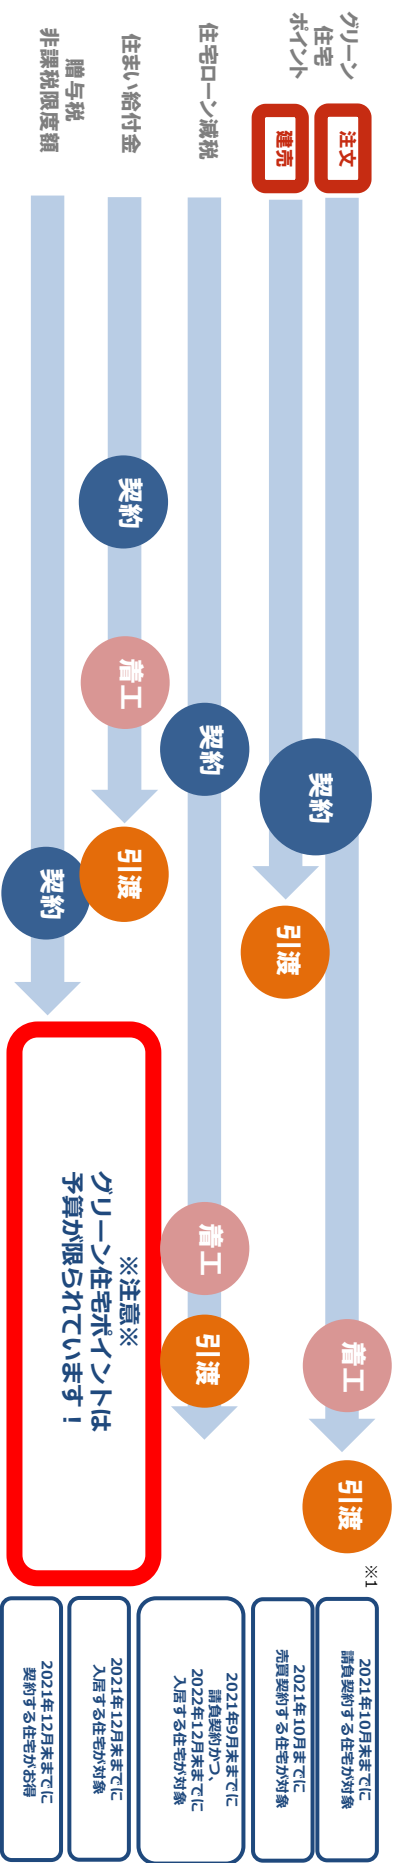 グリーン
住宅
ポイント
注文
建売
契約
着工
引渡
※1
2021年10月末までに
請負契約する住宅が対象
引渡
2021年10月までに
売買契約する住宅が対象
住宅ローン減税
契約
着工
引渡
2021年9月末までに
請負契約かつ、
2022年12月末までに
入居する住宅が対象
住まい給付金
契約
着工
引渡
2021年12月末までに
入居する住宅が対象
贈与税
非課税限度額
契約
2021年12月末までに
契約する住宅がお得
※注意※
グリーン住宅ポイントは
予算が限られています！